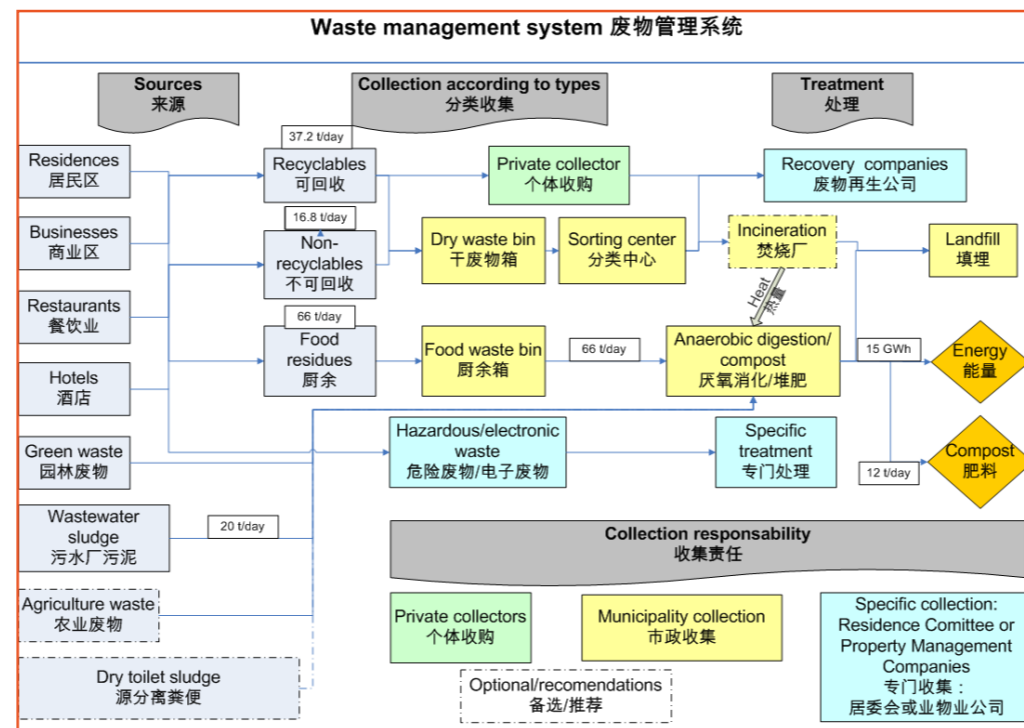 Waste management system 废物管理系统
Sources
来源
Collection according to types
分类收集
Treatment
处理
37.2 t/day
Residences
居民区
Recyclables
可回收
Private collector
个体收购
Recovery companies
废物再生公司
16.8 t/day
Businesses
商业区
Non-
recyclables
不可回收
Dry waste bin
干废物箱
Sorting center
分类中心
Incineration
焚烧厂
Landfill
填埋
Heat
热量
Restaurants
餐饮业
66 t/day
Food
residues
厨余
Food waste bin
厨余箱
66 t/day
Anaerobic digestion/
compost
厌氧消化/堆肥
15 GWh
Energy
能量
Hotels
酒店
Green waste
园林废物
Hazardous/electronic
waste
危险废物/电子废物
Specific
treatment
专门处理
12 t/day
Compost
肥料
Wastewater
sludge
污水厂污泥
20 t/day
Agriculture waste
农业废物
Dry toilet sludge
源分离粪便
Collection responsability
收集责任
Private collectors
个体收购
Municipality collection
市政收集
Specific collection:
Residence Comittee or
Property Management
Companies
专门收集：
居委会或业物业公司
Optional/recomendations
备选/推荐